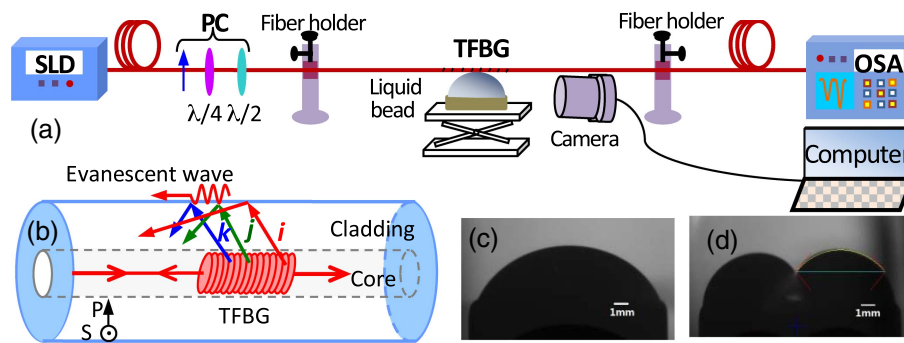 PC
Fiber holder
TFBG
Fiber holder
SLD
OSA
λ/4 λ/2
Liquid
bead
Camera
Computer
(a)
Evanescent wave
(b)
k j i
Cladding
Core
P
S
TFBG
(c)
1mm
(d)
1mm